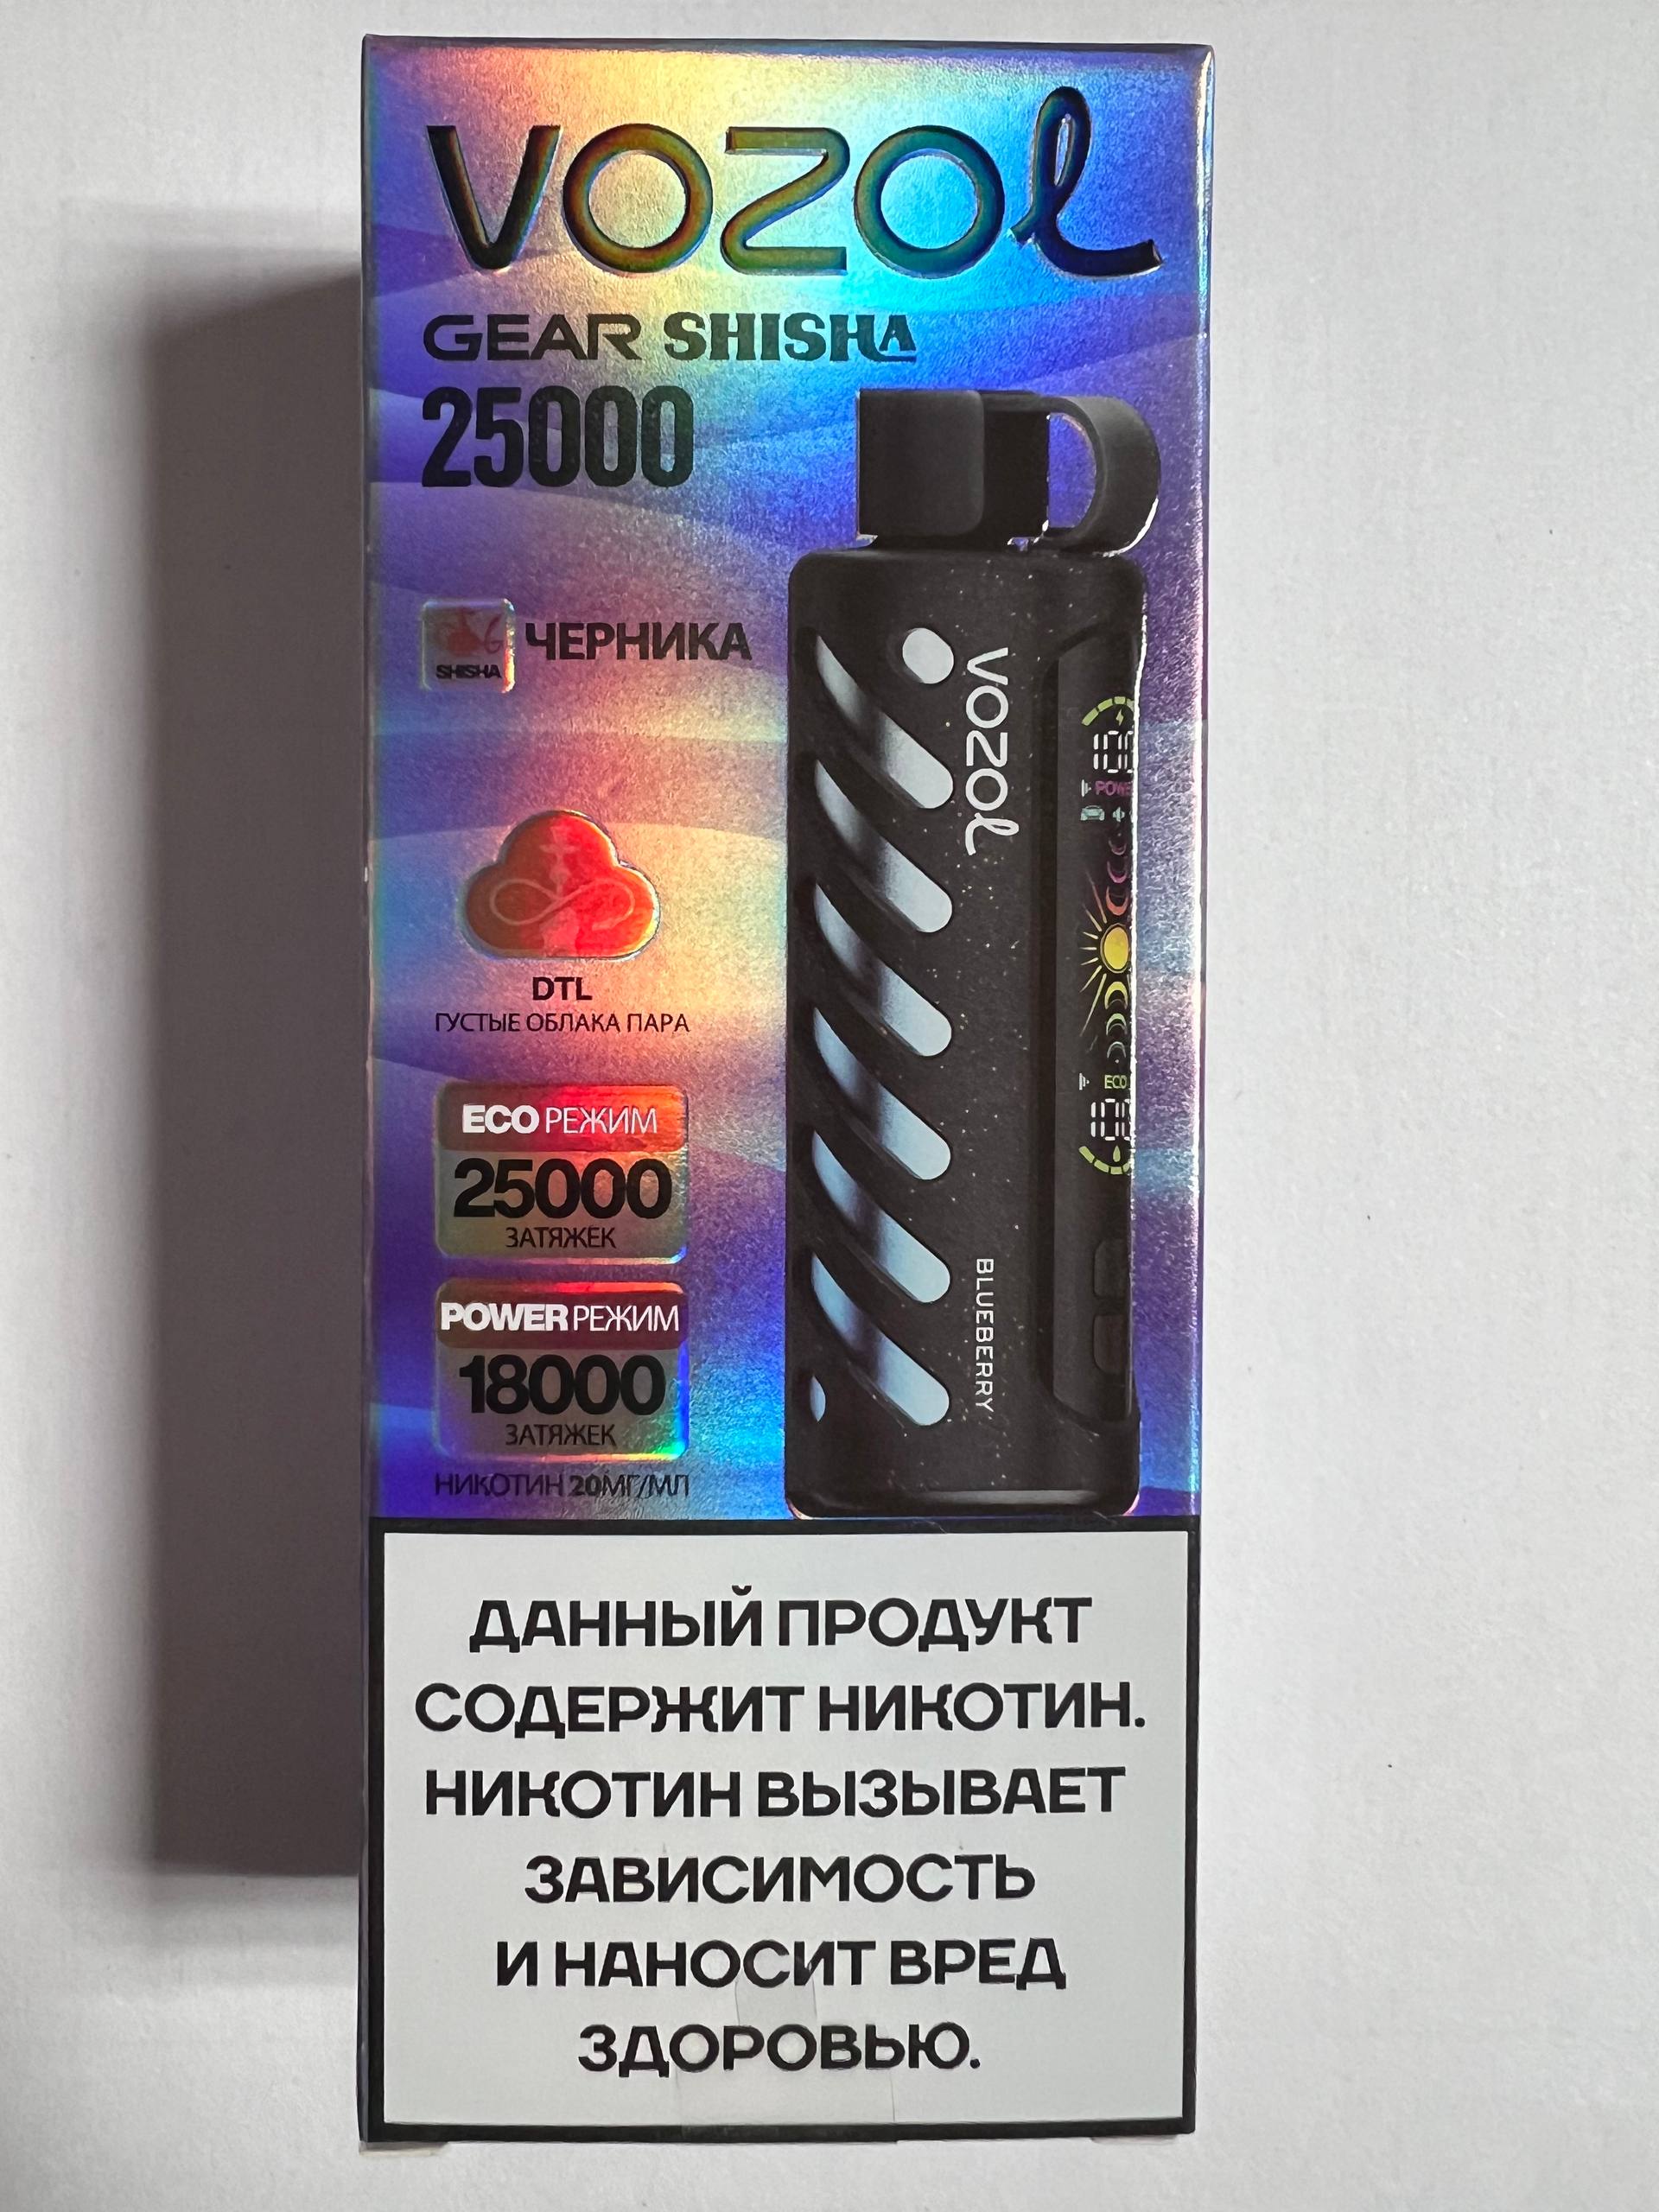 VOZOL
GEAR SHISHA
25000
SHISHA
ЧЕРНИКА
DTL
ГУСТЫЕ ОБЛАКА ПАРА
ECO РЕЖИМ
25000
ЗАТЯЖЕК
POWER РЕЖИМ
18000
ЗАТЯЖЕК
НИКОТИН 20МГ/МЛ
VOZOL
BLUEBERRY
ECO
ДАННЫЙ ПРОДУКТ
СОДЕРЖИТ НИКОТИН.
НИКОТИН ВЫЗЫВАЕТ
ЗАВИСИМОСТЬ
И НАНОСИТ ВРЕД
ЗДОРОВЬЮ.